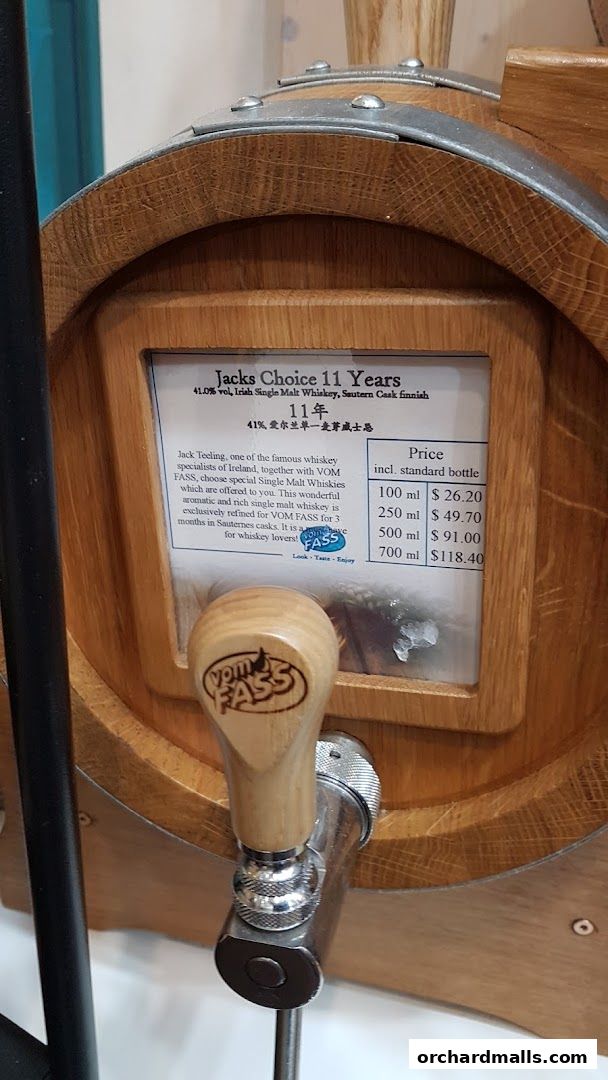 Jacks Choice 11 Years
41.0% vol, Irish Single Malt Whiskey, Sautern Cask finnish
11年
41%, 爱尔兰单一麦芽威士忌
Jack Teeling, one of the famous whiskey
specialists of Ireland, together with VOM
FASS, choose special Single Malt Whiskies
which are offered to you. This wonderful
aromatic and rich single malt whiskey is
exclusively refined for VOM FASS for 3
months in Sauternes casks. It is a
for whiskey lovers!
vom FASS
Look · Taste · Enjoy
Price
incl. standard bottle
100 ml $ 26.20
250 ml $ 49.70
500 ml $ 91.00
700 ml $118.40
vom
FASS
orchardmalls.com